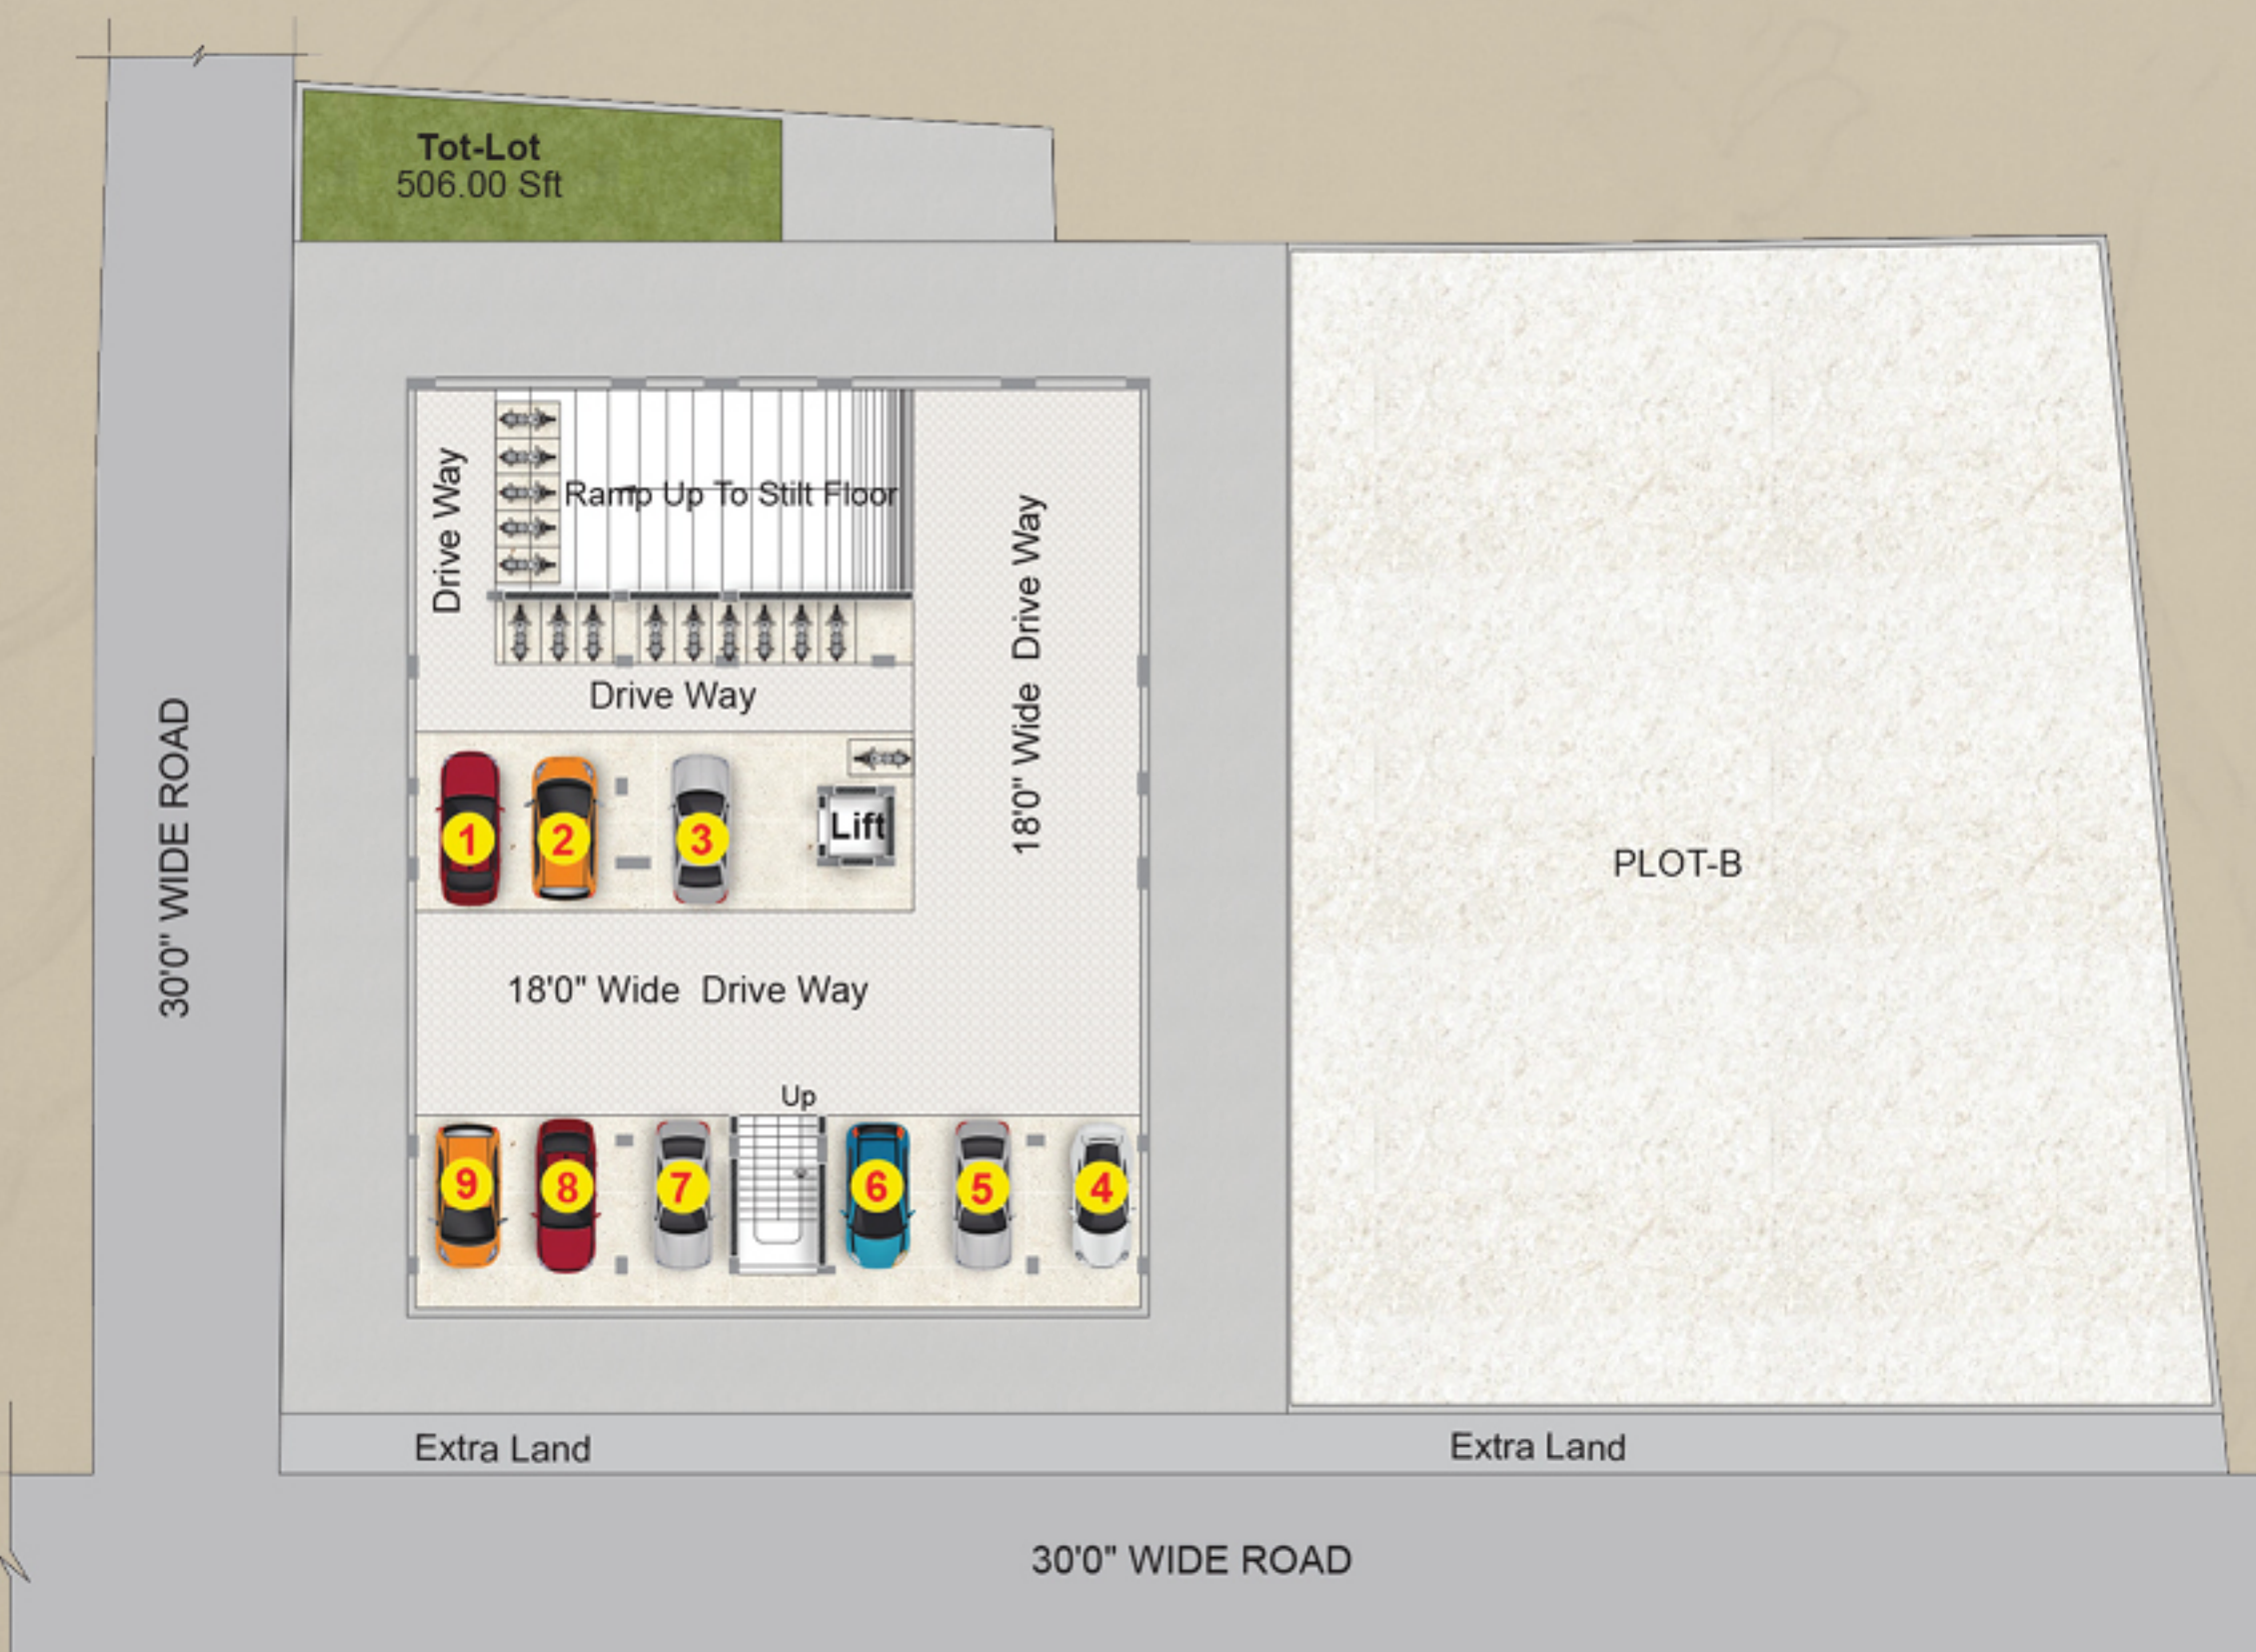 Tot-Lot
506.00 Sft
Drive Way
Ramp Up To Stilt Floor
18'0" Wide Drive Way
Drive Way
30'0" WIDE ROAD
1
2
3
Lift
PLOT-B
18'0" Wide Drive Way
Up
9
8
7
6
5
4
Extra Land
Extra Land
30'0" WIDE ROAD